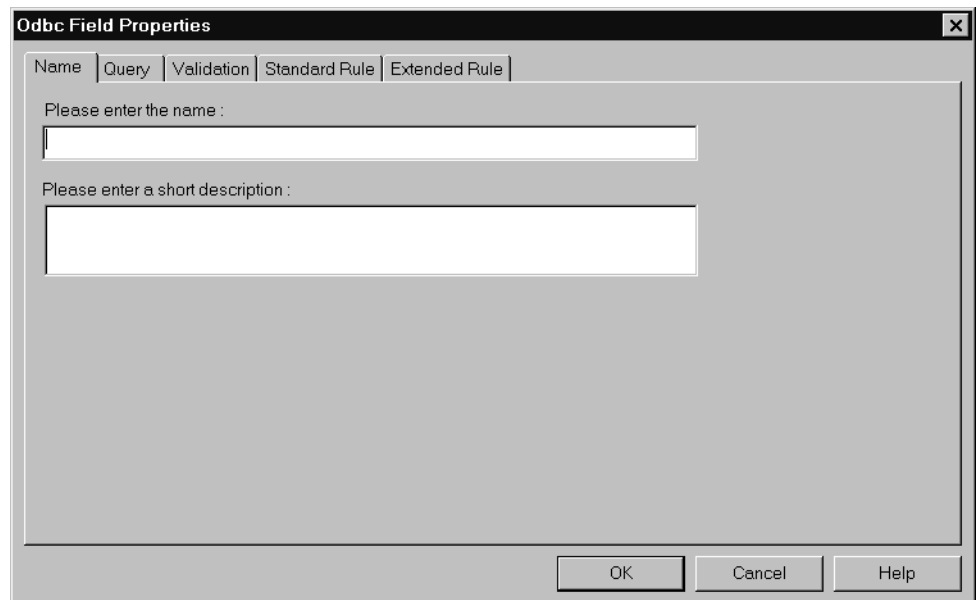 Odbc Field Properties
Name Query Validation Standard Rule Extended Rule
Please enter the name :
Please enter a short description :
OK Cancel Help